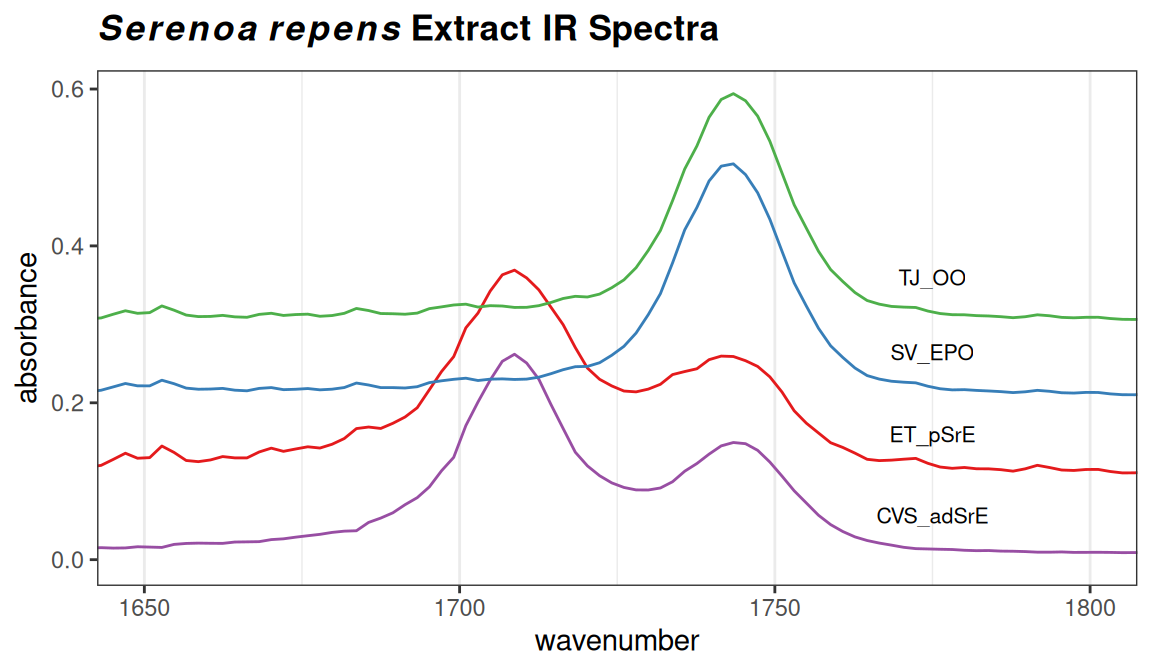 Serenoa repens Extract IR Spectra
absorbance
0.6
0.4
0.2
0.0
TJ_OO
SV_EPO
ET_pSrE
CVS_adSrE
1650 1700 1750 1800
wavenumber